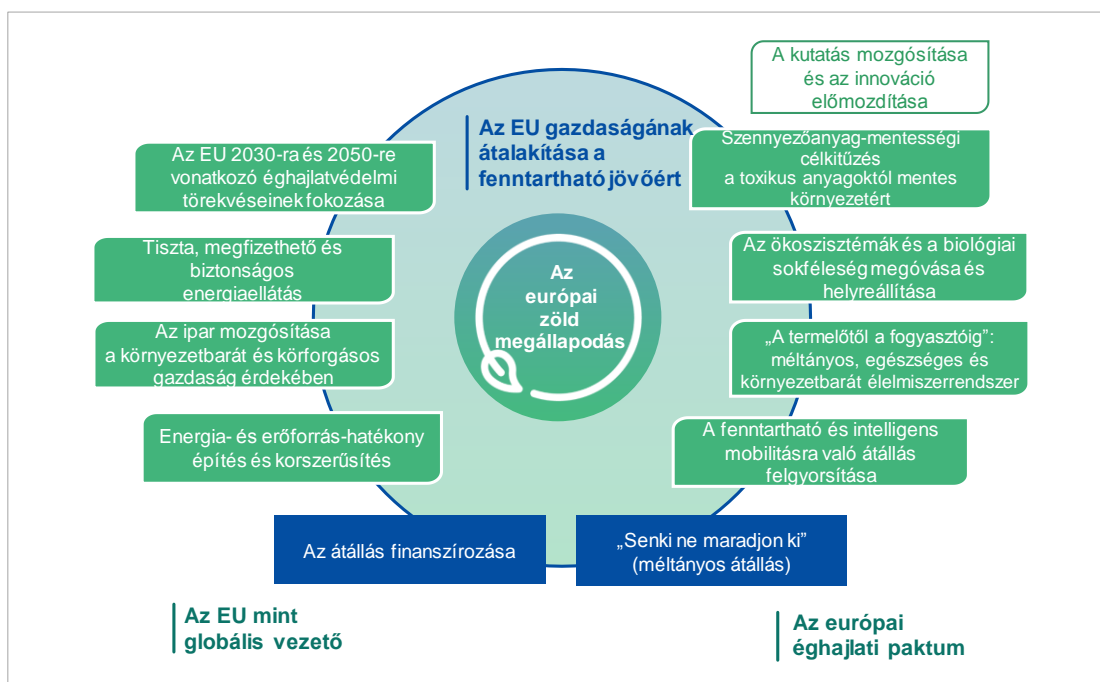 A kutatás mozgósítása
és az innováció
előmozdítása
Az EU gazdaságának
átalakítása a
fenntartható jövőért
Az EU 2030-ra és 2050-re
vonatkozó éghajlatvédelmi
törekvéseinek fokozása
Szennyezőanyag-mentességi
célkitűzés
a toxikus anyagoktól mentes
környezetért
Tiszta, megfizethető és
biztonságos
energiaellátás
Az ökoszisztémák és a biológiai
sokféleség megóvása és
helyreállítása
Az
európai
zöld
megállapodás
Az ipar mozgósítása
a környezetbarát és körforgásos
gazdaság érdekében
„A termelőtől a fogyasztóig”:
méltányos, egészséges és
környezetbarát élelmiszerrendszer
Energia- és erőforrás-hatékony
építés és korszerűsítés
A fenntartható és intelligens
mobilitásra való átállás
felgyorsítása
Az átállás finanszírozása
„Senki ne maradjon ki”
(méltányos átállás)
Az EU mint
globális vezető
Az európai
éghajlati paktum